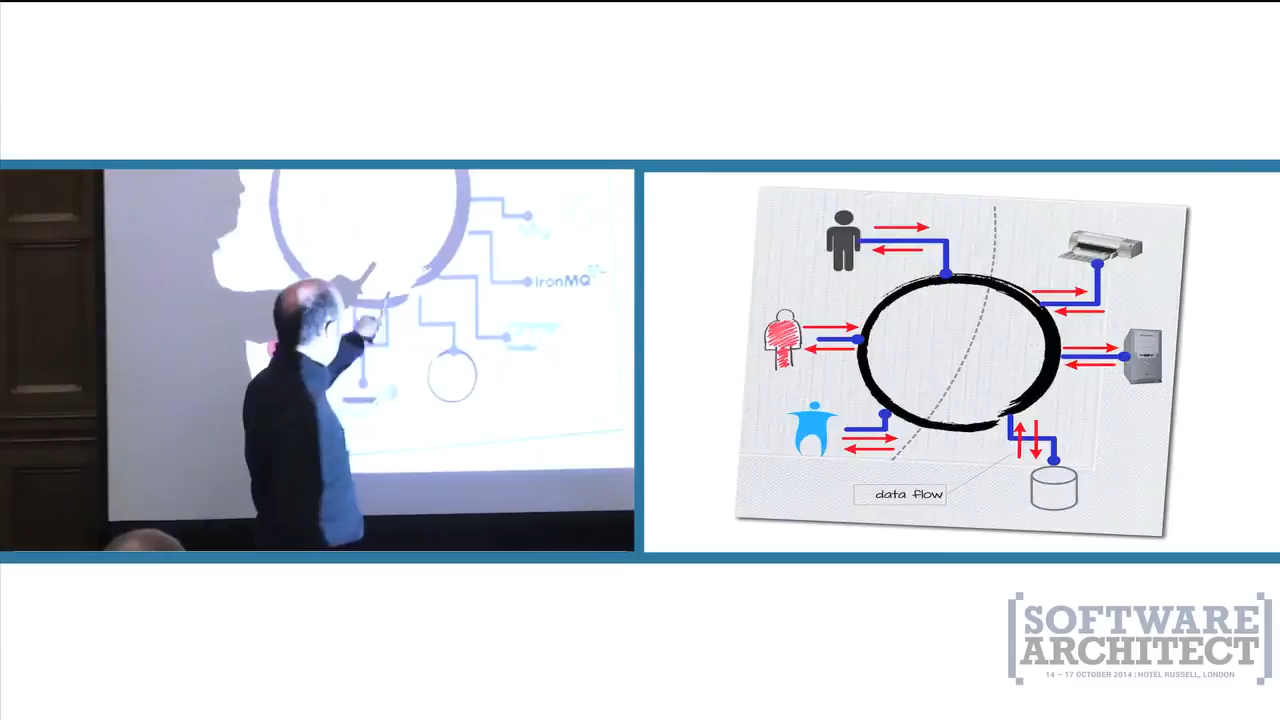 IronMQ
data flow
SOFTWARE
ARCHITECT
14 – 17 OCTOBER 2014 | HOTEL RUSSELL, LONDON